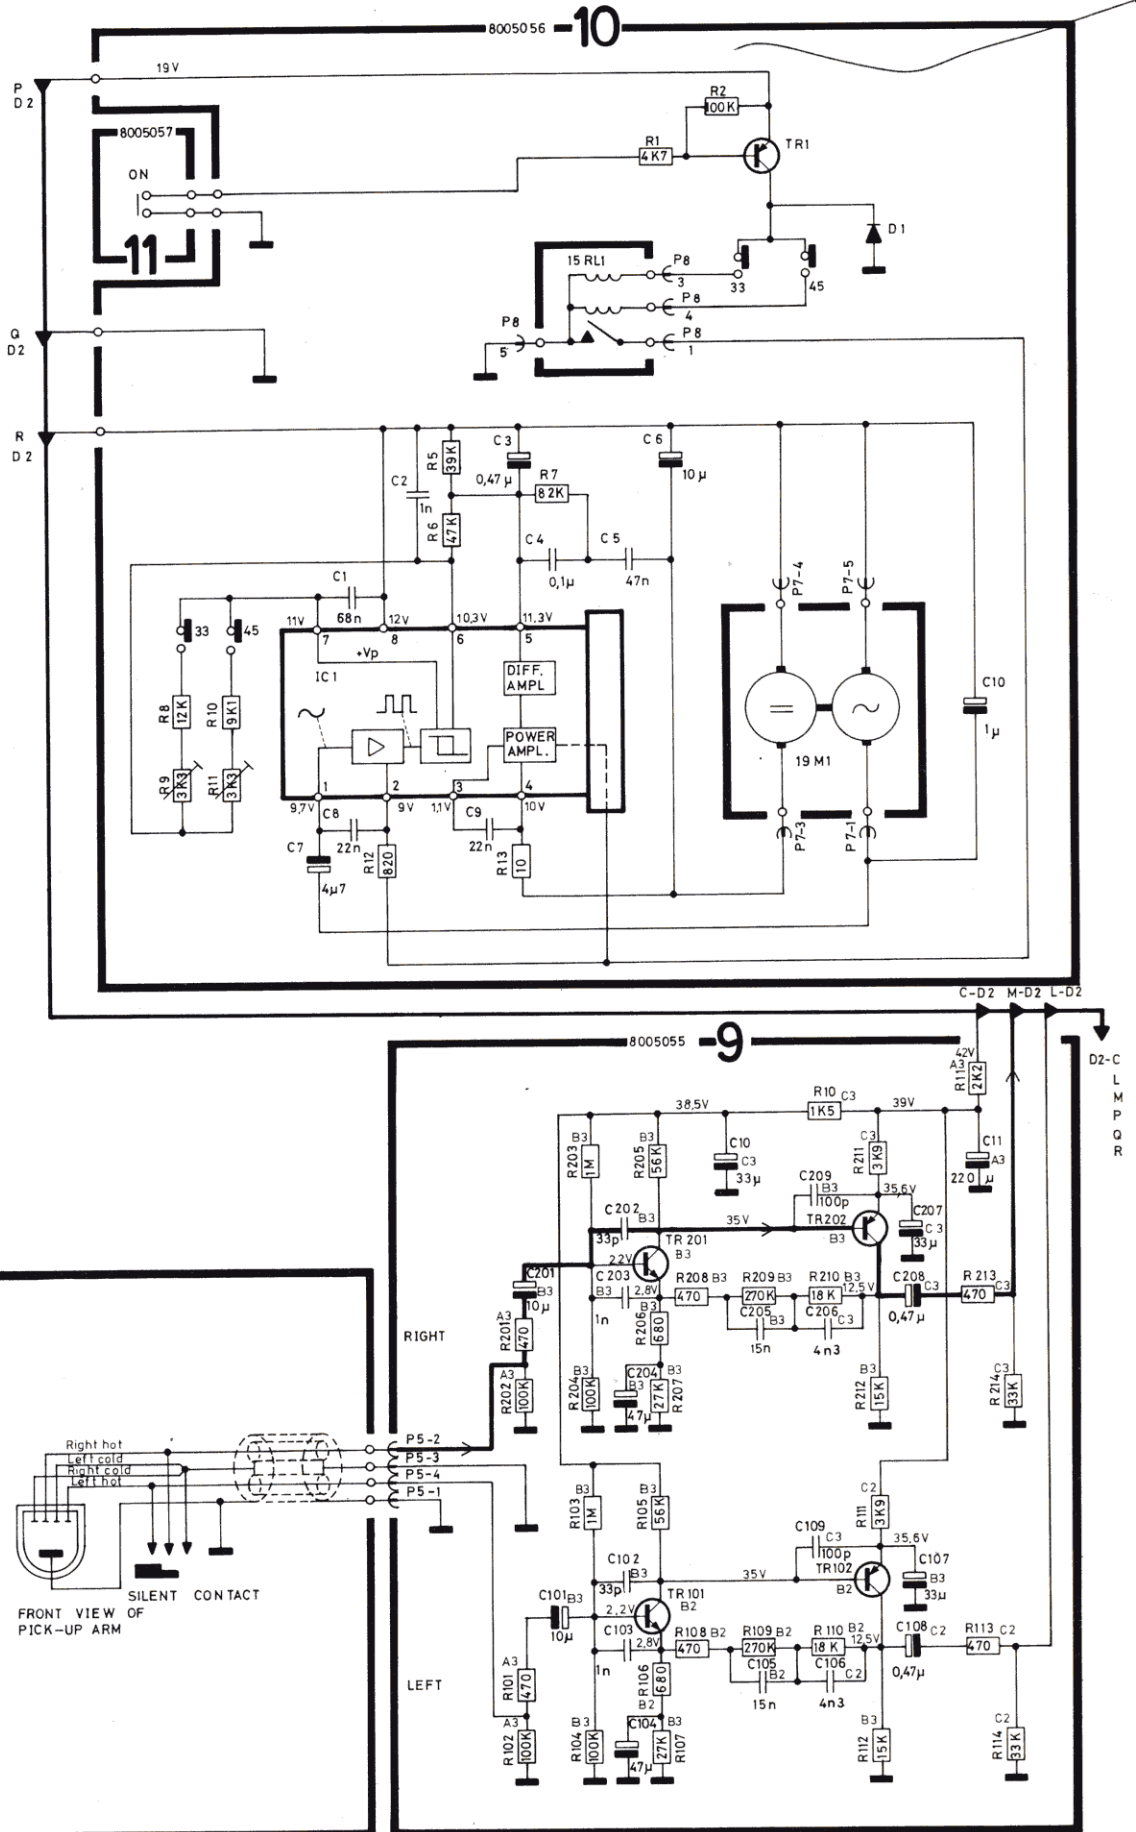 8005056 10
P
D2
19V
R2
100K
8005057
R1
4K7
TR1
ON
11
D1
15 RL1
P8
3
33
45
P8
4
Q
D2
P8
5
P8
1
R
D2
R5
39K
C3
0,47µ
C6
10µ
C2
1n
R7
82K
R6
47K
C4
0,1µ
C5
47n
P7-4
P7-5
C1
68n
33
45
11V
7
12V
8
10,3V
6
11,3V
5
+Vp
IC1
DIFF.
AMPL
R8
12K
R10
9K1
POWER
AMPL.
C10
1µ
19 M1
R9
3K3
R11
3K3
1
9,7V
2
9V
3
1,1V
4
10V
C8
22n
C9
22n
C7
4µ7
R12
820
R13
10
P7-3
P7-1
C-D2 M-D2 L-D2
8005055 9
D2-C
L
M
P
Q
R
42V
A3
R11
2K2
R10
C3
1K5
38,5V
39V
B3
R203
1M
B3
R205
56K
C10
C3
33µ
C3
R211
3K9
C11
A3
220 µ
C209
B3
100p
35,6V
C202
B3
33p
35V
TR202
B3
C207
C3
33µ
TR201
B3
22V
C201
B3
10µ
C203
B3
1n
2,8V
R208 B3
470
R209 B3
270K
R210 B3
18K
12,5V
C208
C3
0,47µ
R213
C3
470
B3
R206
680
C205
B3
15n
C206
C3
4n3
RIGHT
A3
R201
470
A3
R202
100K
R204
100K
B3
C204
B3
47µ
B3
R207
27K
B3
R212
15K
C3
R214
33K
Right hot
Left cold
Right cold
Left hot
P5-2
P5-3
P5-4
P5-1
B3
R103
1M
B3
R105
56K
C2
R111
3K9
C109
C3
100p
35,6V
C102
B3
33p
35V
TR102
B2
C107
B3
33µ
SILENT CONTACT
FRONT VIEW OF
PICK-UP ARM
TR101
B2
C101
B3
10µ
2,2V
C103
1n
2,8V
R108 B2
470
R109 B2
270K
R110 B2
18K
12,5V
C108
C2
0,47µ
R113
C2
470
R106
680
B2
C105
B2
15n
C106
C2
4n3
LEFT
A3
R101
470
A3
R102
100K
B3
R104
100K
C104
47µ
B3
R107
27K
B3
R112
15K
C2
R114
33K